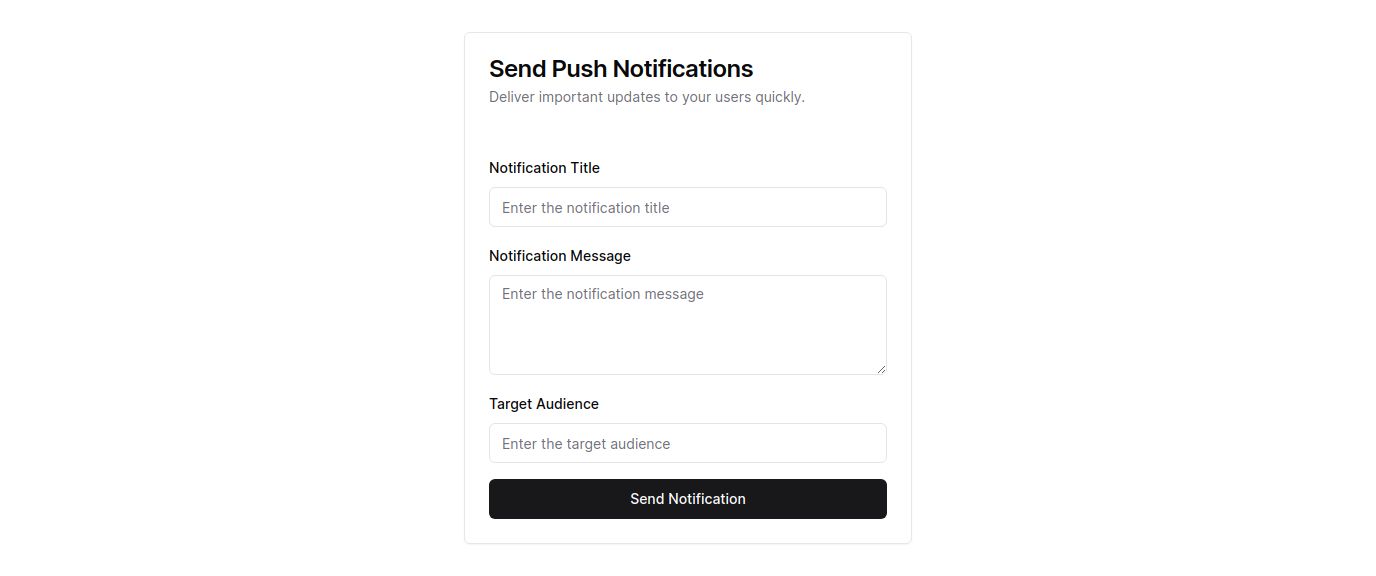 Send Push Notifications
Deliver important updates to your users quickly.
Notification Title
Enter the notification title
Notification Message
Enter the notification message
Target Audience
Enter the target audience
Send Notification